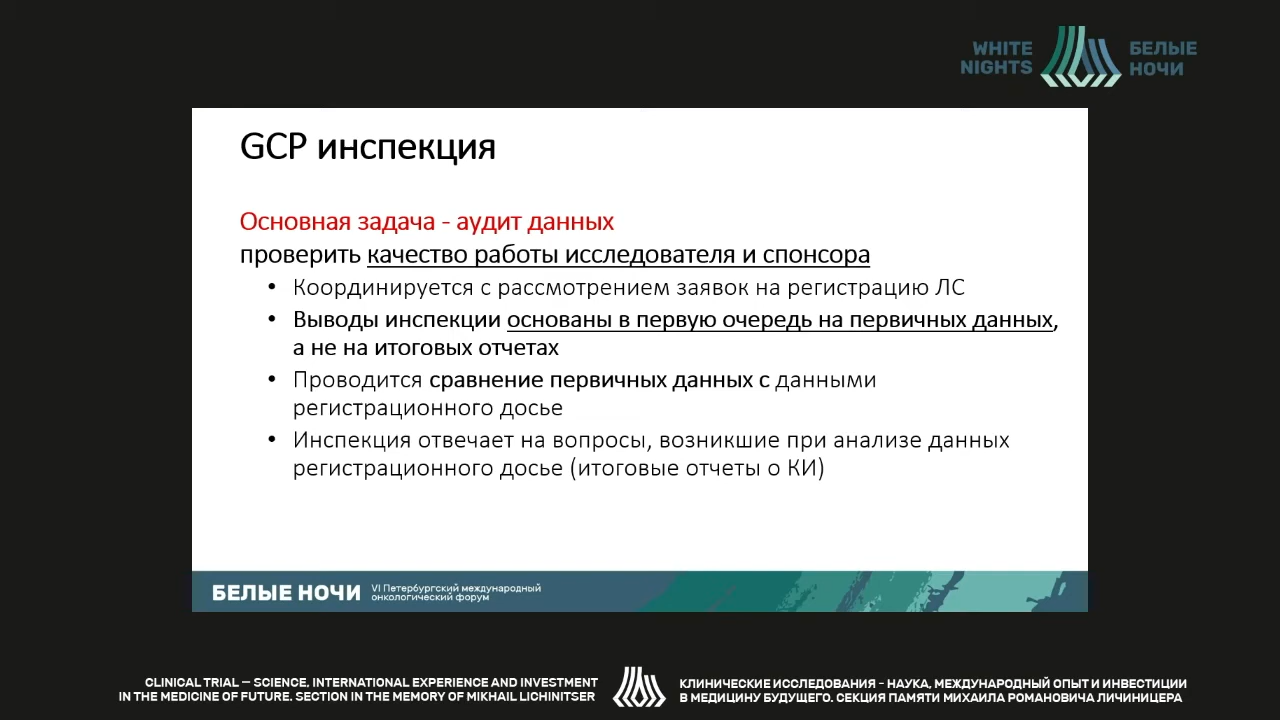 WHITE
NIGHTS
БЕЛЫЕ
НОЧИ
GCP инспекция
Основная задача - аудит данных
проверить качество работы исследователя и спонсора
• Координируется с рассмотрением заявок на регистрацию ЛС
• Выводы инспекции основаны в первую очередь на первичных данных,
а не на итоговых отчетах
• Проводится сравнение первичных данных с данными
регистрационного досье
• Инспекция отвечает на вопросы, возникшие при анализе данных
регистрационного досье (итоговые отчеты о КИ)
БЕЛЫЕ НОЧИ
VI Петербургский международный
онкологический форум
CLINICAL TRIAL – SCIENCE, INTERNATIONAL EXPERIENCE AND INVESTMENT
IN THE MEDICINE OF FUTURE. SECTION IN THE MEMORY OF MIKHAIL LICHINITSER
КЛИНИЧЕСКИЕ ИССЛЕДОВАНИЯ - НАУКА, МЕЖДУНАРОДНЫЙ ОПЫТ И ИНВЕСТИЦИИ
В МЕДИЦИНУ БУДУЩЕГО. СЕКЦИЯ ПАМЯТИ МИХАИЛА РОМАНОВИЧА ЛИЧИНИЦЕРА